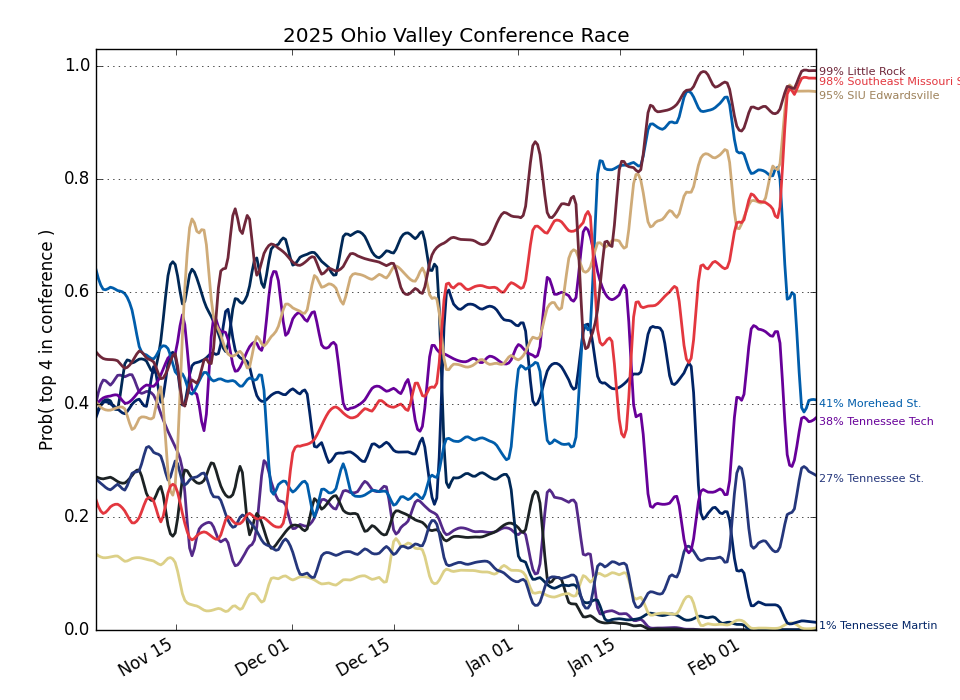 2025 Ohio Valley Conference Race
Prob( top 4 in conference )
1.0
0.8
0.6
0.4
0.2
0.0
Nov 15
Dec 01
Dec 15
Jan 01
Jan 15
Feb 01
99% Little Rock
98% Southeast Missouri S
95% SIU Edwardsville
41% Morehead St.
38% Tennessee Tech
27% Tennessee St.
1% Tennessee Martin